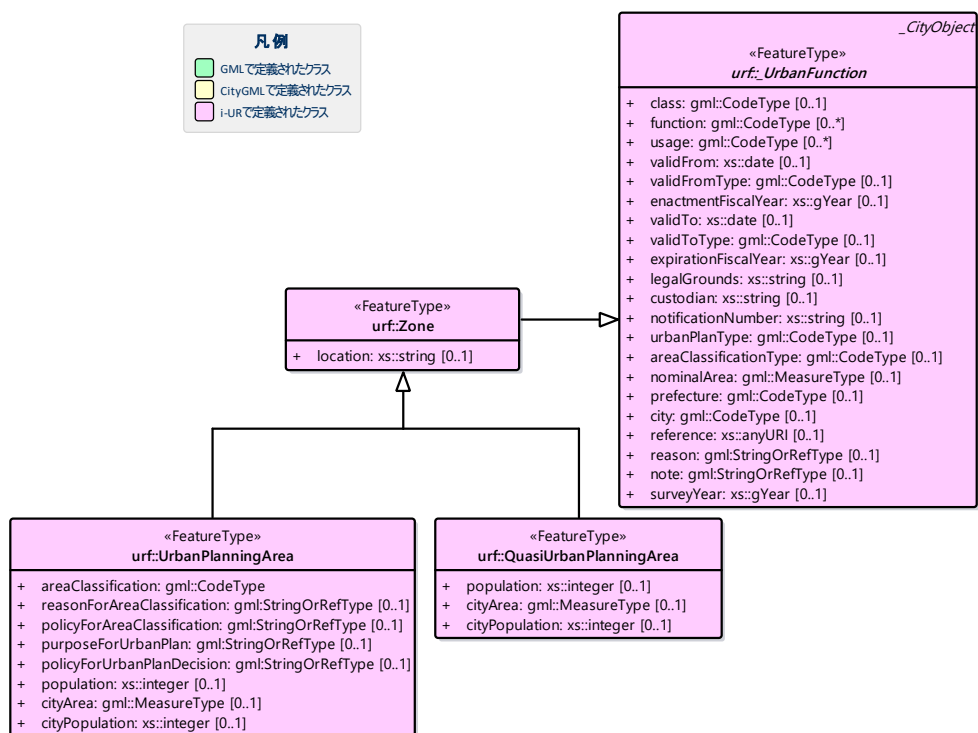 凡例
GMLで定義されたクラス
CityGMLで定義されたクラス
i-URで定義されたクラス
_CityObject
«FeatureType»
urf::_UrbanFunction
+ class: gml::CodeType [0..1]
+ function: gml::CodeType [0..*]
+ usage: gml::CodeType [0..*]
+ validFrom: xs::date [0..1]
+ validFromType: gml::CodeType [0..1]
+ enactmentFiscalYear: xs::gYear [0..1]
+ validTo: xs::date [0..1]
+ validToType: gml::CodeType [0..1]
+ expirationFiscalYear: xs::gYear [0..1]
+ legalGrounds: xs::string [0..1]
+ custodian: xs::string [0..1]
+ notificationNumber: xs::string [0..1]
+ urbanPlanType: gml::CodeType [0..1]
+ areaClassificationType: gml::CodeType [0..1]
+ nominalArea: gml::MeasureType [0..1]
+ prefecture: gml::CodeType [0..1]
+ city: gml::CodeType [0..1]
+ reference: xs::anyURI [0..1]
+ reason: gml:StringOrRefType [0..1]
+ note: gml:StringOrRefType [0..1]
+ surveyYear: xs::gYear [0..1]
«FeatureType»
urf::Zone
+ location: xs::string [0..1]
«FeatureType»
urf::UrbanPlanningArea
+ areaClassification: gml::CodeType
+ reasonForAreaClassification: gml:StringOrRefType [0..1]
+ policyForAreaClassification: gml:StringOrRefType [0..1]
+ purposeForUrbanPlan: gml:StringOrRefType [0..1]
+ policyForUrbanPlanDecision: gml:StringOrRefType [0..1]
+ population: xs::integer [0..1]
+ cityArea: gml::MeasureType [0..1]
+ cityPopulation: xs::integer [0..1]
«FeatureType»
urf::QuasiUrbanPlanningArea
+ population: xs::integer [0..1]
+ cityArea: gml::MeasureType [0..1]
+ cityPopulation: xs::integer [0..1]